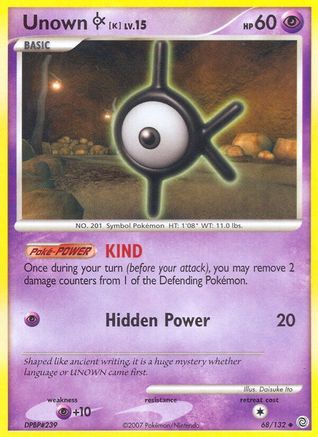 Unown [K] LV.15 HP 60
BASIC
Illus. Daisuke Ito
NO. 201 Symbol Pokémon HT: 1'08" WT: 11.0 lbs.
Poké-POWER KIND
Once during your turn (before your attack), you may remove 2
damage counters from 1 of the Defending Pokémon.
Hidden Power 20
Shaped like ancient writing, it is a huge mystery whether
language or UNOWN came first.
DPBP#239
weakness resistance retreat cost
+10
©2007 Pokémon/Nintendo 68/132